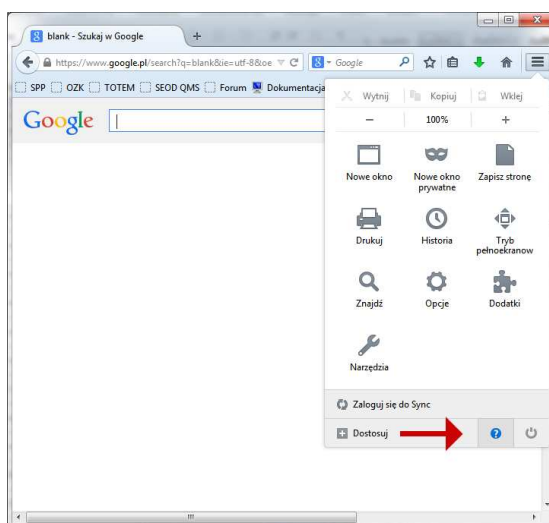 blank - Szukaj w Google
https://www.google.pl/search?q=blank&ie=utf-8&oe
Google
SPP OZK TOTEM SEOD QMS Forum Dokumentacja
Google
Wytnij Kopiuj Wklej
− 100% +
Nowe okno Nowe okno prywatne Zapisz stronę
Drukuj Historia Tryb pełnoekranow
Znajdź Opcje Dodatki
Narzędzia
Zaloguj się do Sync
Dostosuj